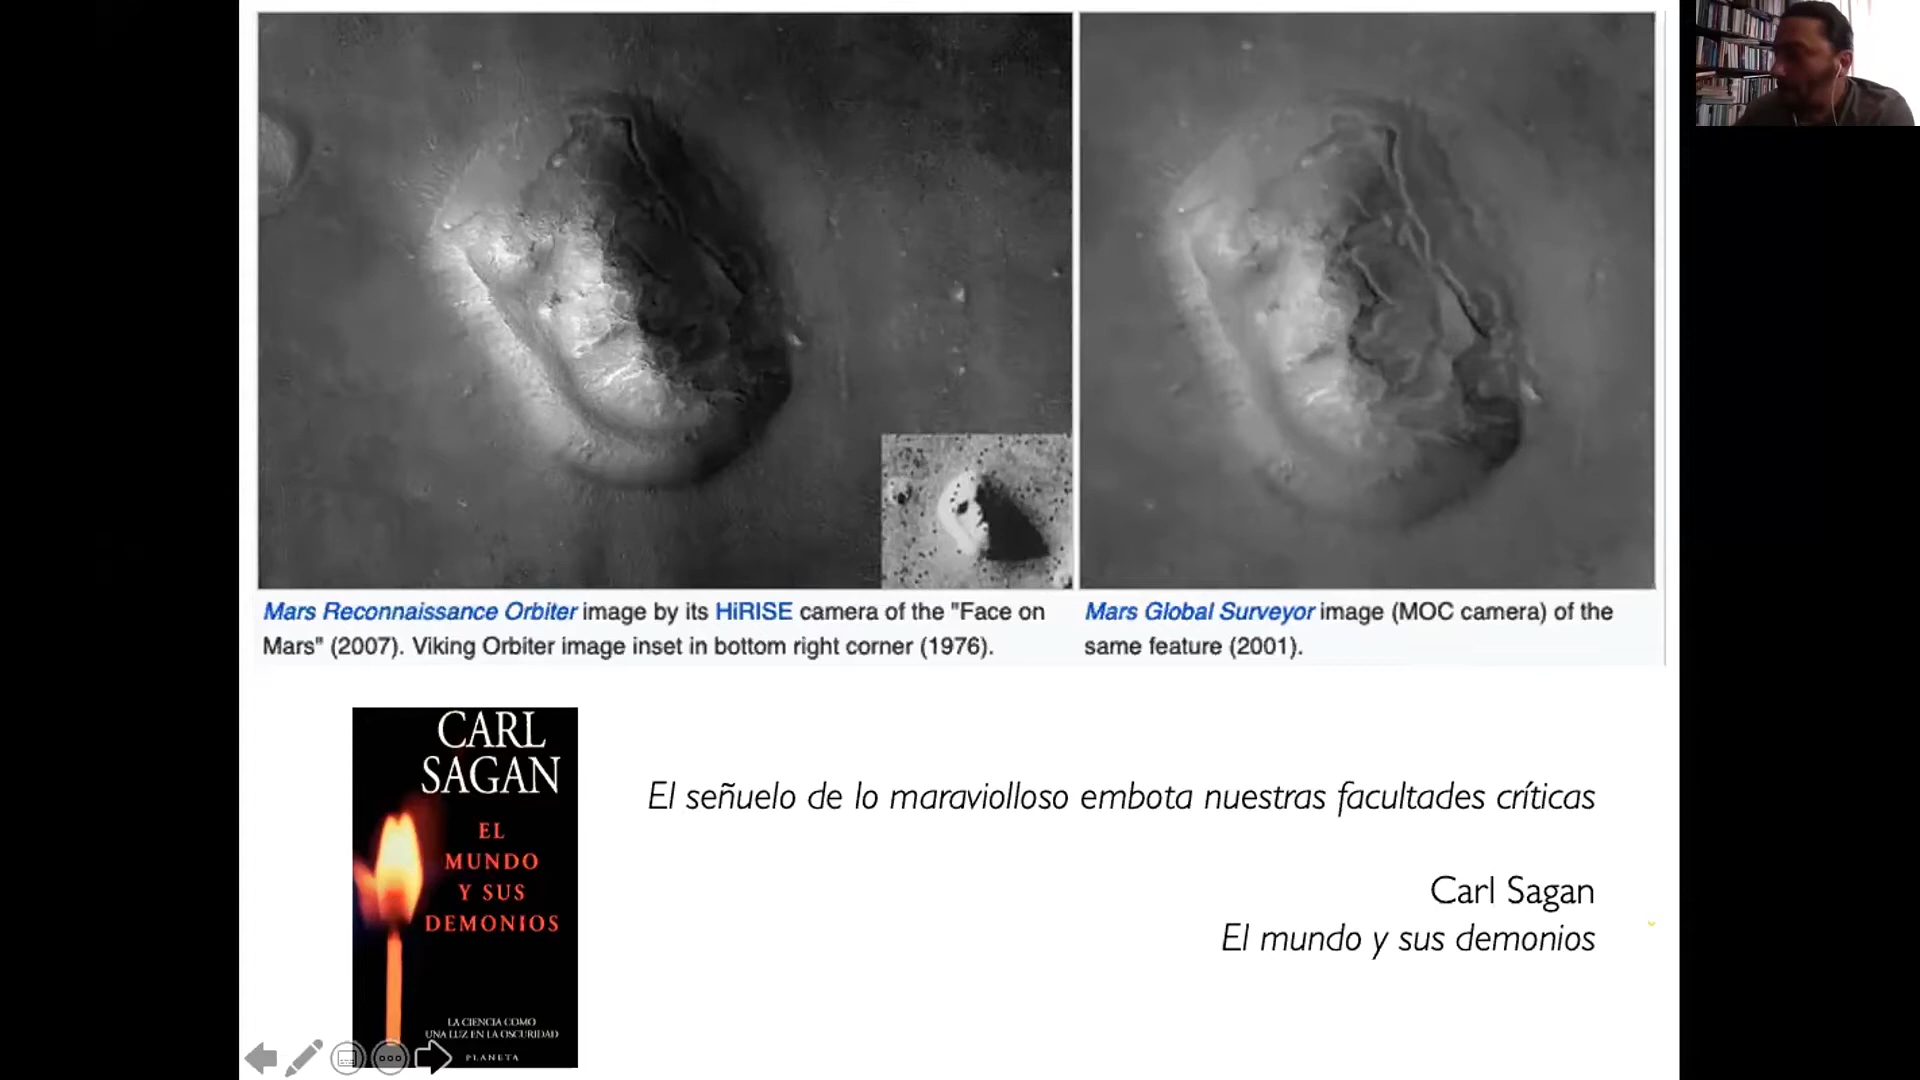 Mars Reconnaissance Orbiter image by its HiRISE camera of the "Face on
Mars" (2007). Viking Orbiter image inset in bottom right corner (1976).
Mars Global Surveyor image (MOC camera) of the
same feature (2001).
CARL
SAGAN
EL
MUNDO
Y SUS
DEMONIOS
LA CIENCIA COMO
UNA LUZ EN LA OSCURIDAD
PLANETA
El señuelo de lo maraviolloso embota nuestras facultades críticas
Carl Sagan
El mundo y sus demonios